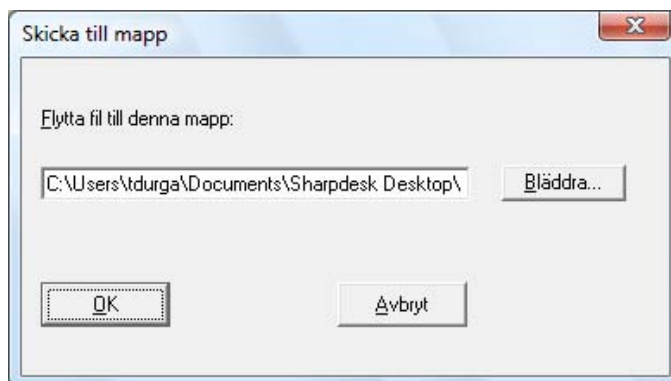 Skicka till mapp
Flytta fil till denna mapp:
C:\Users\tdurga\Documents\Sharpdesk Desktop\
Bläddra...
OK
Avbryt